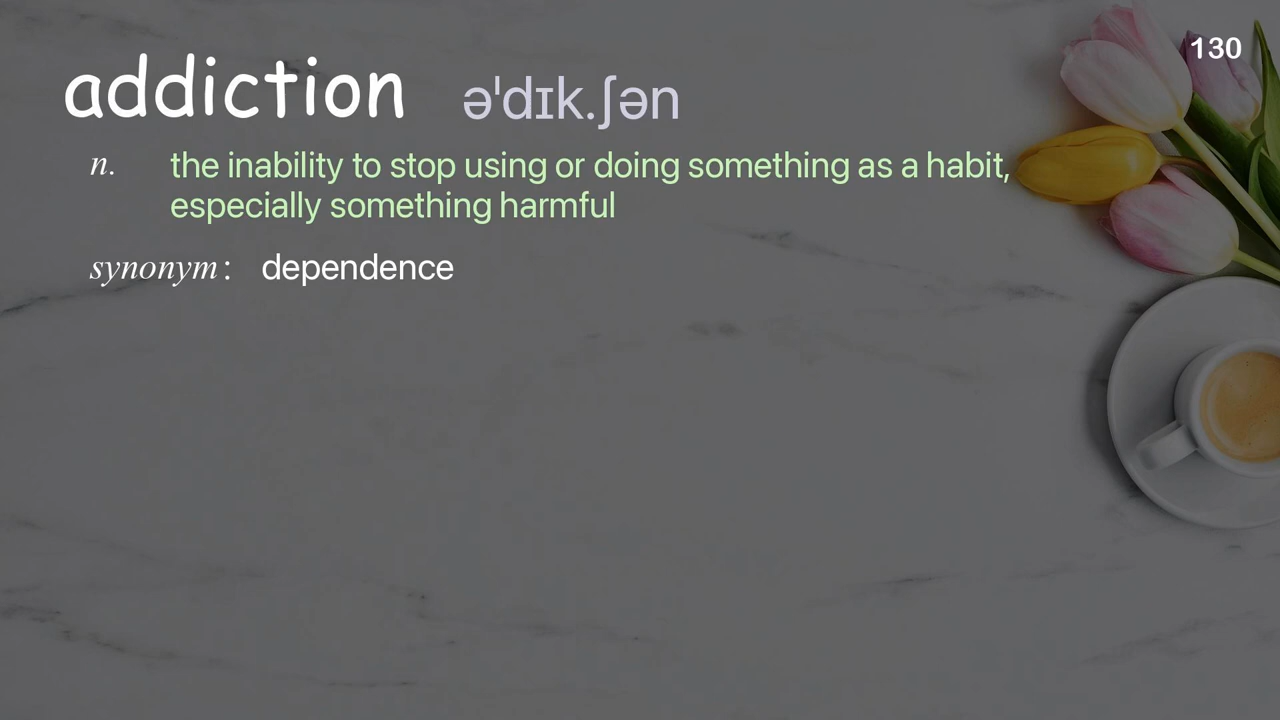 130
addiction əˈdɪk.ʃən
n. the inability to stop using or doing something as a habit,
especially something harmful
synonym: dependence